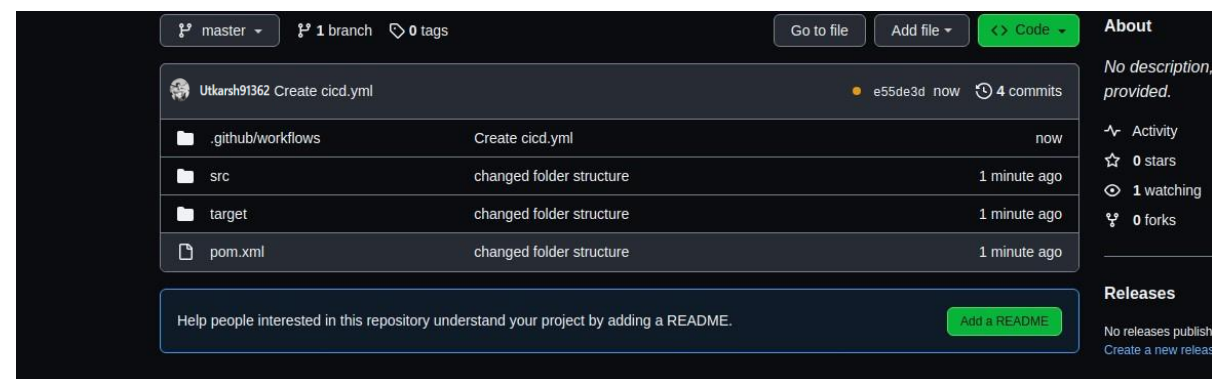 master 1 branch 0 tags Go to file Add file <> Code
Utkarsh91362 Create cicd.yml e55de3d now 4 commits
.github/workflows Create cicd.yml now
src changed folder structure 1 minute ago
target changed folder structure 1 minute ago
pom.xml changed folder structure 1 minute ago
Help people interested in this repository understand your project by adding a README. Add a README
About
No description,
provided.
Activity
0 stars
1 watching
0 forks
Releases
No releases publish
Create a new releas